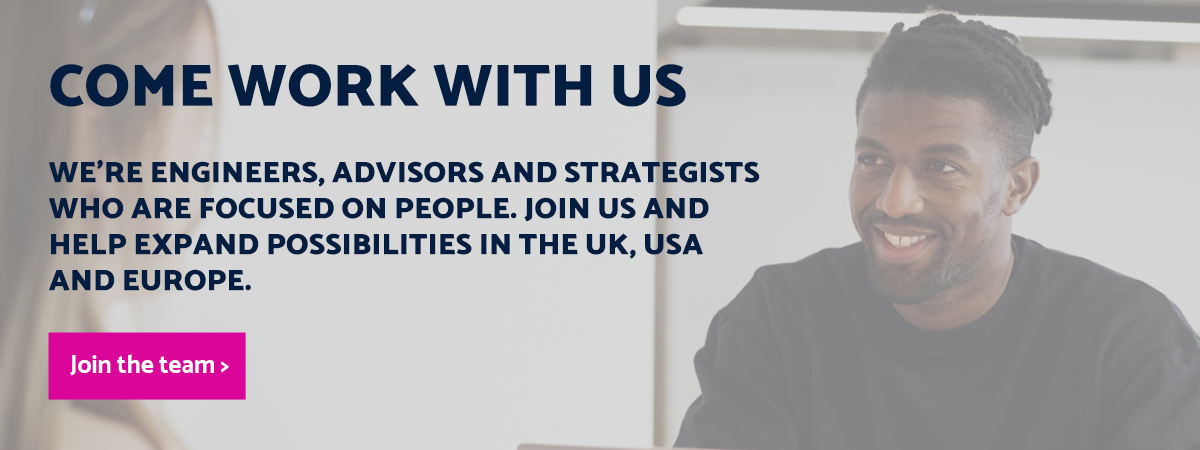 COME WORK WITH US
WE’RE ENGINEERS, ADVISORS AND STRATEGISTS
WHO ARE FOCUSED ON PEOPLE. JOIN US AND
HELP EXPAND POSSIBILITIES IN THE UK, USA
AND EUROPE.
Join the team >